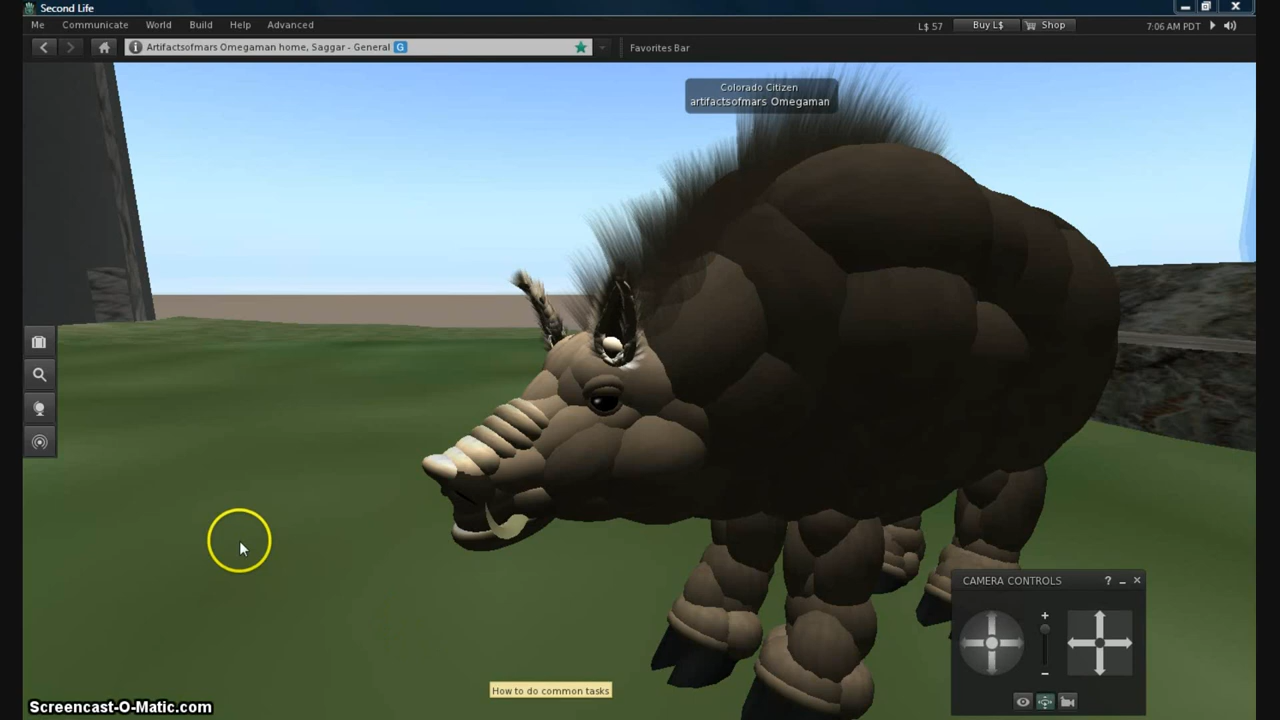 Second Life
Me Communicate World Build Help Advanced
L$ 57 Buy L$ Shop 7:06 AM PDT
Artifactsofmars Omegaman home, Saggar - General G
Favorites Bar
Colorado Citizen
artifactsofmars Omegaman
CAMERA CONTROLS ?
How to do common tasks
Screencast-O-Matic.com